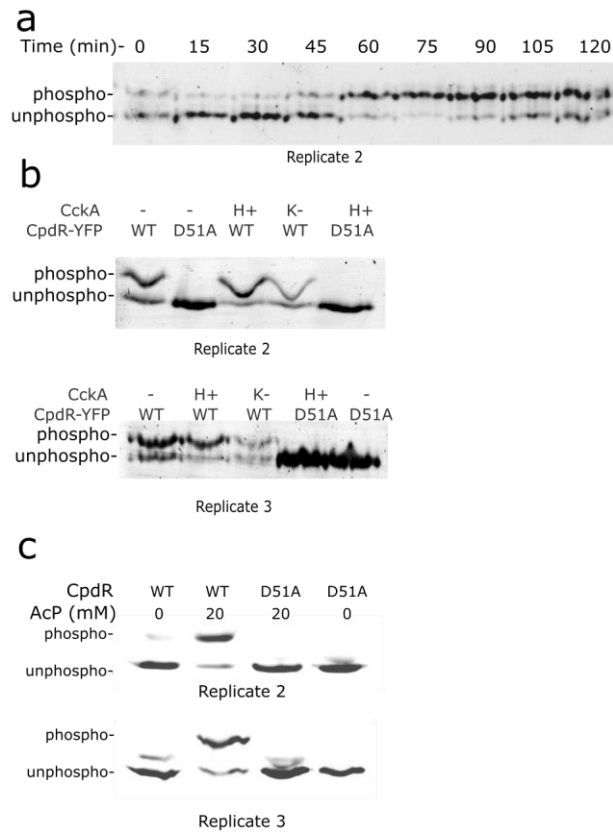 a
Time (min)- 0 15 30 45 60 75 90 105 120
phospho-
unphospho-
Replicate 2
b
CckA - - H+ K- H+
CpdR-YFP WT D51A WT WT D51A
phospho-
unphospho-
Replicate 2
CckA - H+ K- H+ -
CpdR-YFP WT WT WT D51A D51A
phospho-
unphospho-
Replicate 3
c
CpdR WT WT D51A D51A
AcP (mM) 0 20 20 0
phospho-
unphospho-
Replicate 2
phospho-
unphospho-
Replicate 3